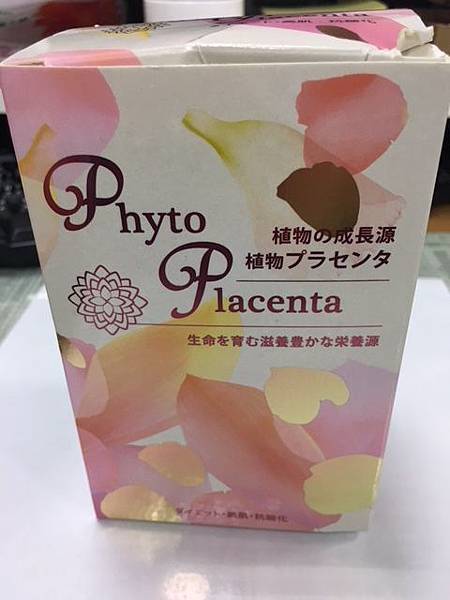 Phyto
植物の成長源
植物プラセンタ
Placenta
生命を育む滋養豊かな栄養源
ダイエット・美肌・抗酸化